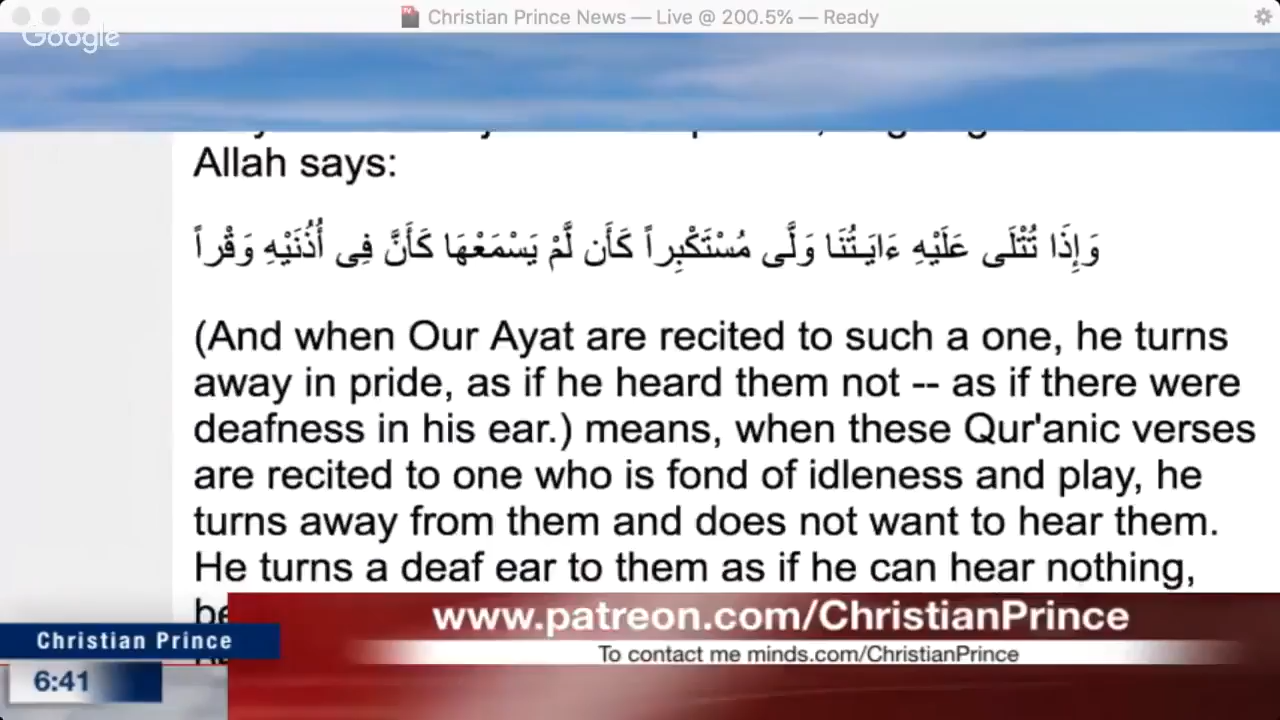 Christian Prince News — Live @ 200.5% — Ready
Google
Allah says:
وَإِذَا تُتْلَى عَلَيْهِ ءَايَـتُنَا وَلَّى مُسْتَكْبِراً كَأَن لَّمْ يَسْمَعْهَا كَأَنَّ فِى أُذُنَيْهِ وَقْراً
(And when Our Ayat are recited to such a one, he turns
away in pride, as if he heard them not -- as if there were
deafness in his ear.) means, when these Qur'anic verses
are recited to one who is fond of idleness and play, he
turns away from them and does not want to hear them.
He turns a deaf ear to them as if he can hear nothing,
www.patreon.com/ChristianPrince
Christian Prince
To contact me minds.com/ChristianPrince
6:41